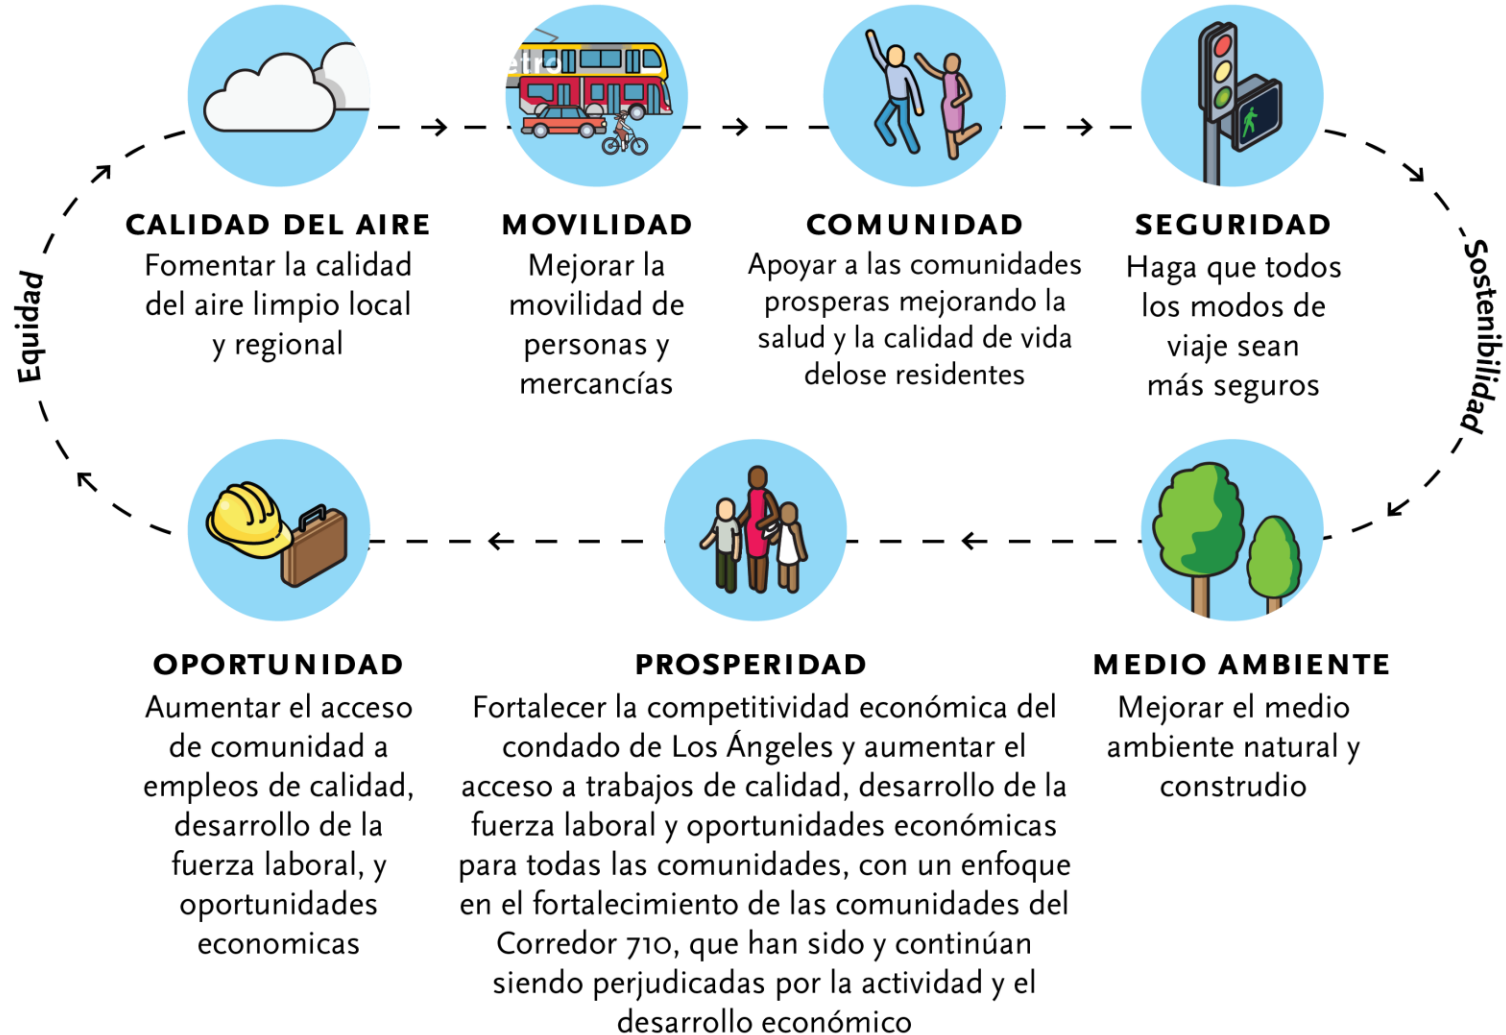 etro
CALIDAD DEL AIRE
Fomentar la calidad
del aire limpio local
y regional
MOVILIDAD
Mejorar la
movilidad de
personas y
mercancías
COMUNIDAD
Apoyar a las comunidades
prosperas mejorando la
salud y la calidad de vida
delose residentes
SEGURIDAD
Haga que todos
los modos de
viaje sean
más seguros
Sostenibilidad
MEDIO AMBIENTE
Mejorar el medio
ambiente natural y
construdio
PROSPERIDAD
Fortalecer la competitividad económica del
condado de Los Ángeles y aumentar el
acceso a trabajos de calidad, desarrollo de la
fuerza laboral y oportunidades económicas
para todas las comunidades, con un enfoque
en el fortalecimiento de las comunidades del
Corredor 710, que han sido y continúan
siendo perjudicadas por la actividad y el
desarrollo económico
OPORTUNIDAD
Aumentar el acceso
de comunidad a
empleos de calidad,
desarrollo de la
fuerza laboral, y
oportunidades
economicas
Equidad